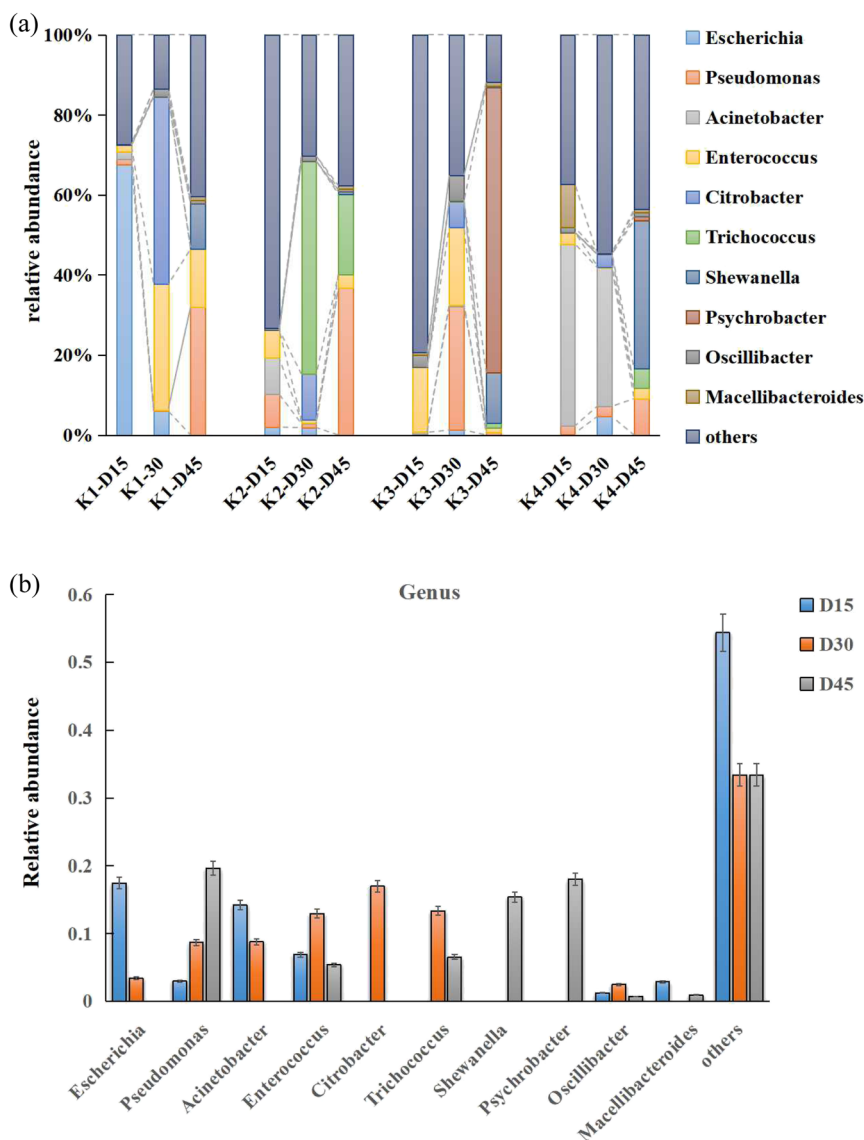 (a)
100%
80%
60%
40%
20%
0%
relative abundance
K1-D15
K1-30
K1-D45
K2-D15
K2-D30
K2-D45
K3-D15
K3-D30
K3-D45
K4-D15
K4-D30
K4-D45
Escherichia
Pseudomonas
Acinetobacter
Enterococcus
Citrobacter
Trichococcus
Shewanella
Psychrobacter
Oscillibacter
Macellibacteroides
others
(b)
Genus
0.6
0.5
0.4
0.3
0.2
0.1
0
Relative abundance
Escherichia
Pseudomonas
Acinetobacter
Enterococcus
Citrobacter
Trichococcus
Shewanella
Psychrobacter
Oscillibacter
Macellibacteroides
others
D15
D30
D45